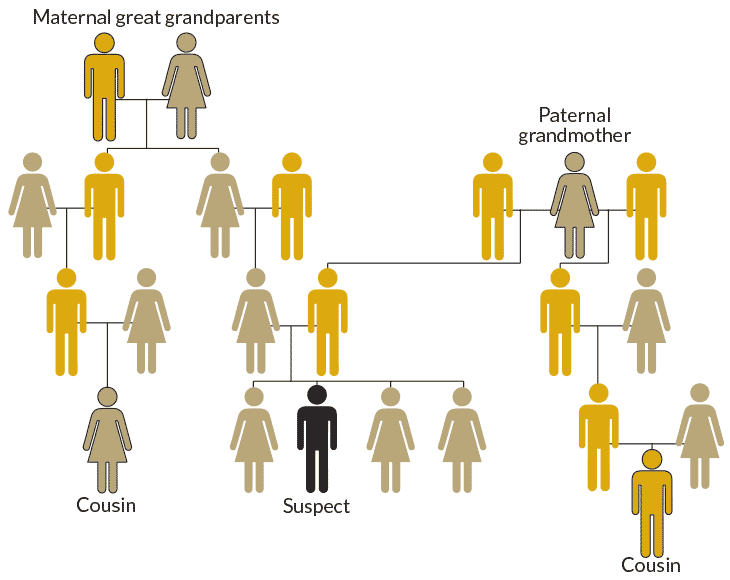 Maternal great grandparents
Paternal
grandmother
Cousin
Suspect
Cousin